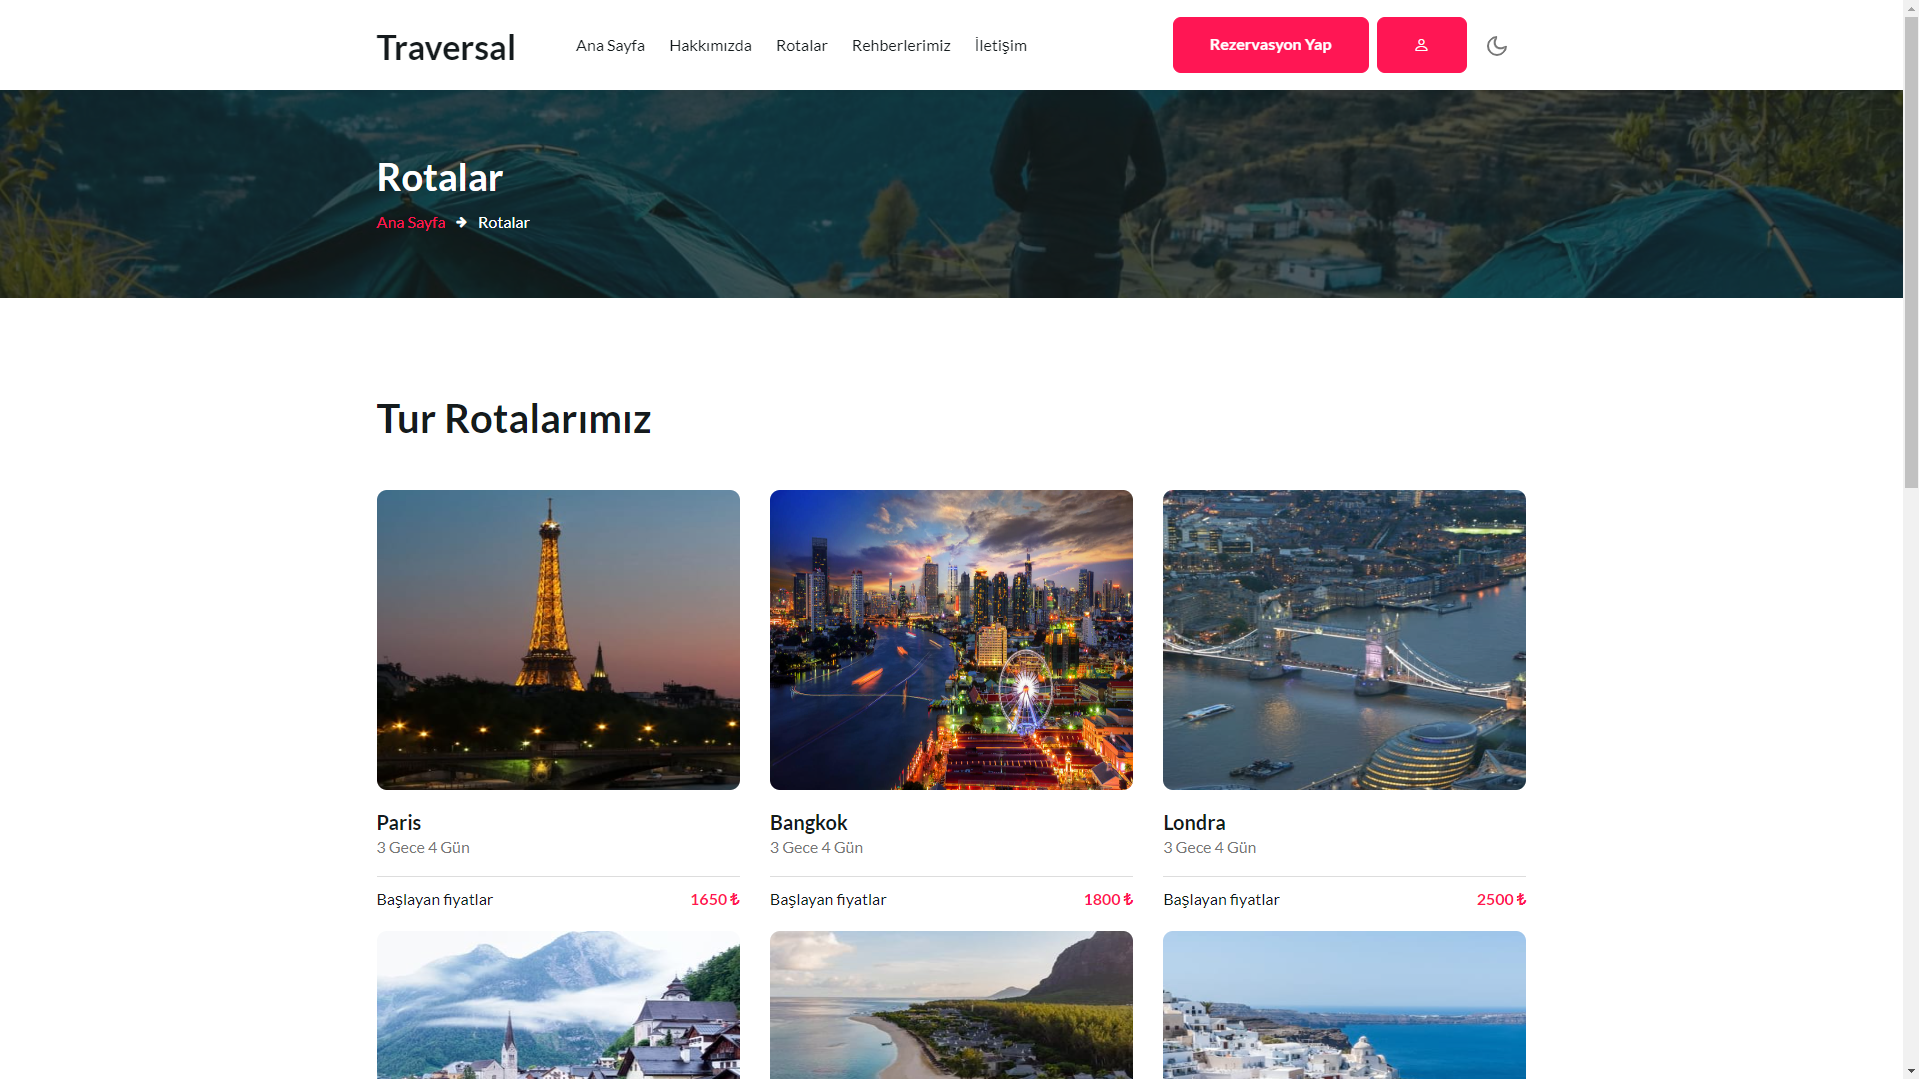 Traversal
Ana Sayfa Hakkımızda Rotalar Rehberlerimiz İletişim
Rezervasyon Yap
Rotalar
Ana Sayfa → Rotalar
Tur Rotalarımız
Paris
3 Gece 4 Gün
Başlayan fiyatlar 1650 ₺
Bangkok
3 Gece 4 Gün
Başlayan fiyatlar 1800 ₺
Londra
3 Gece 4 Gün
Başlayan fiyatlar 2500 ₺